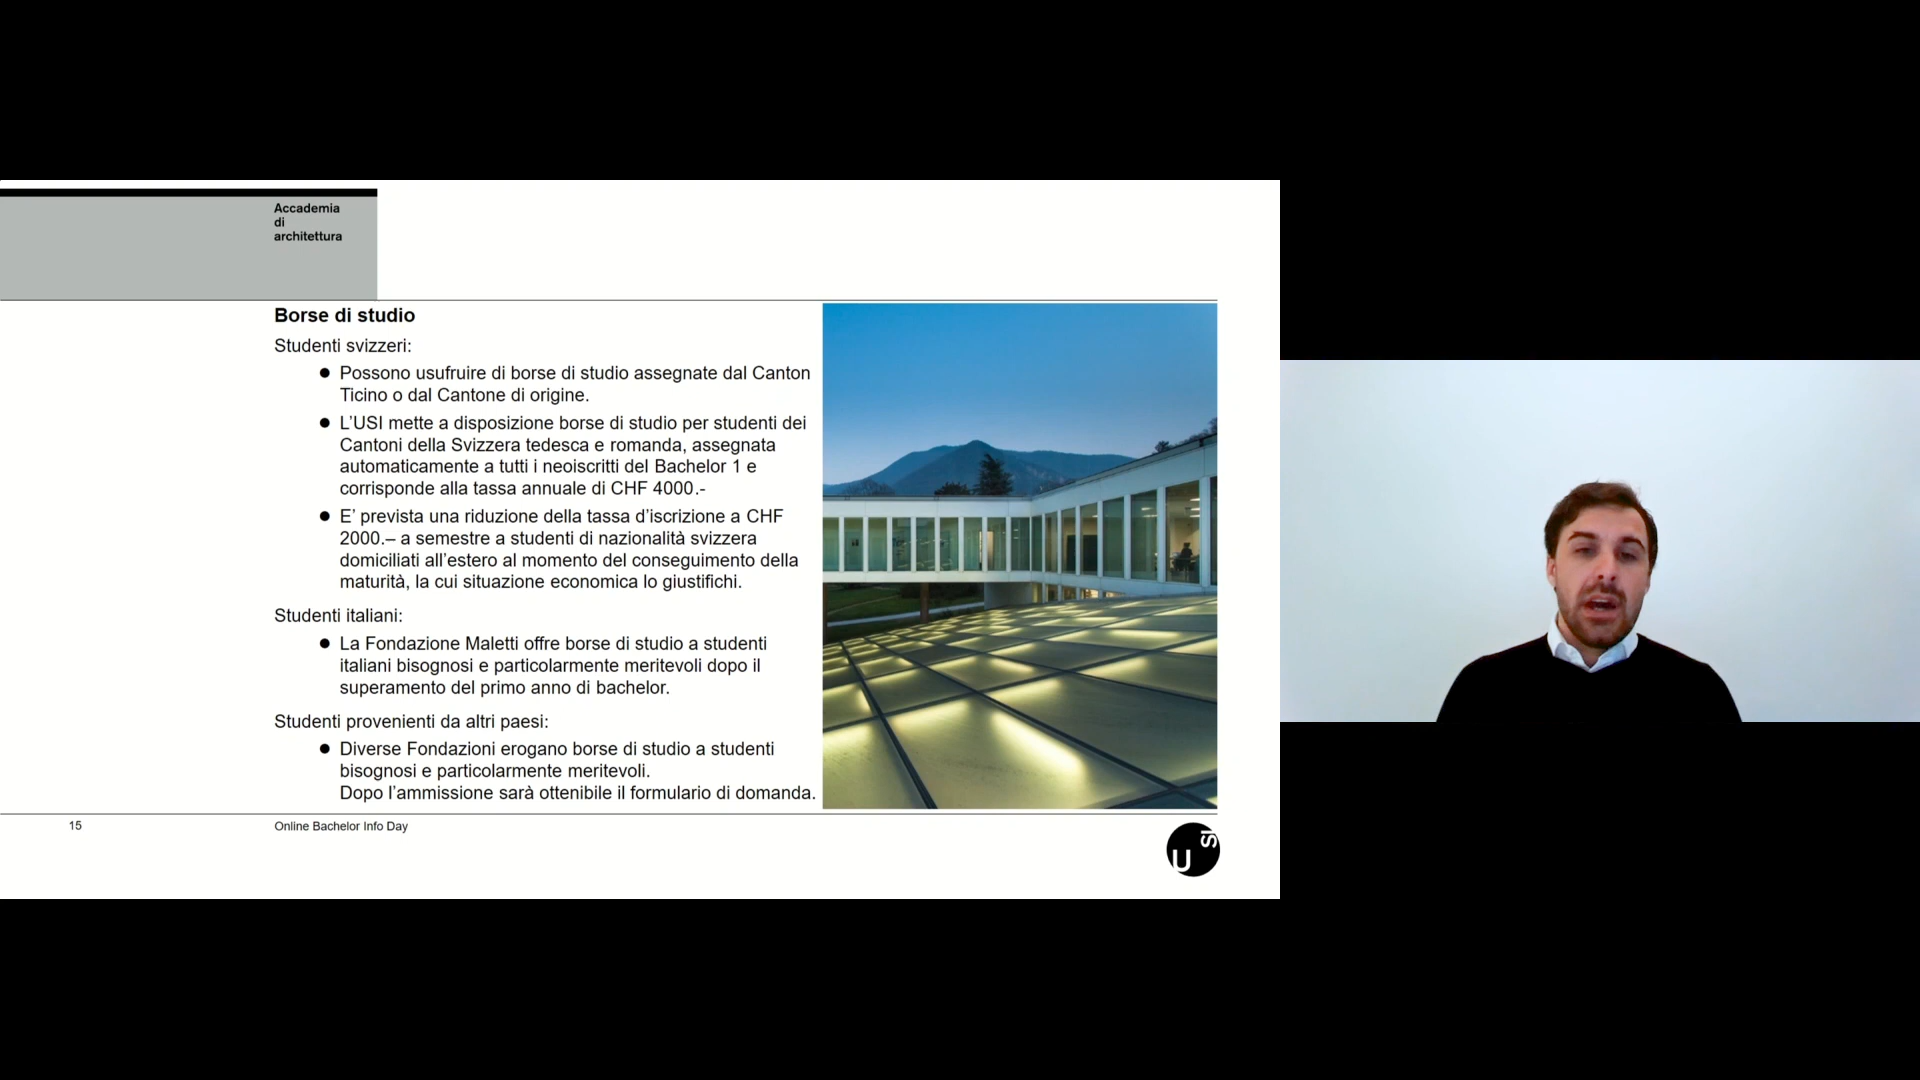 Accademia
di
architettura
Borse di studio
Studenti svizzeri:
● Possono usufruire di borse di studio assegnate dal Canton
Ticino o dal Cantone di origine.
● L’USI mette a disposizione borse di studio per studenti dei
Cantoni della Svizzera tedesca e romanda, assegnata
automaticamente a tutti i neoiscritti del Bachelor 1 e
corrisponde alla tassa annuale di CHF 4000.-
● E’ prevista una riduzione della tassa d’iscrizione a CHF
2000.– a semestre a studenti di nazionalità svizzera
domiciliati all’estero al momento del conseguimento della
maturità, la cui situazione economica lo giustifichi.
Studenti italiani:
● La Fondazione Maletti offre borse di studio a studenti
italiani bisognosi e particolarmente meritevoli dopo il
superamento del primo anno di bachelor.
Studenti provenienti da altri paesi:
● Diverse Fondazioni erogano borse di studio a studenti
bisognosi e particolarmente meritevoli.
Dopo l’ammissione sarà ottenibile il formulario di domanda.
15
Online Bachelor Info Day
U SI